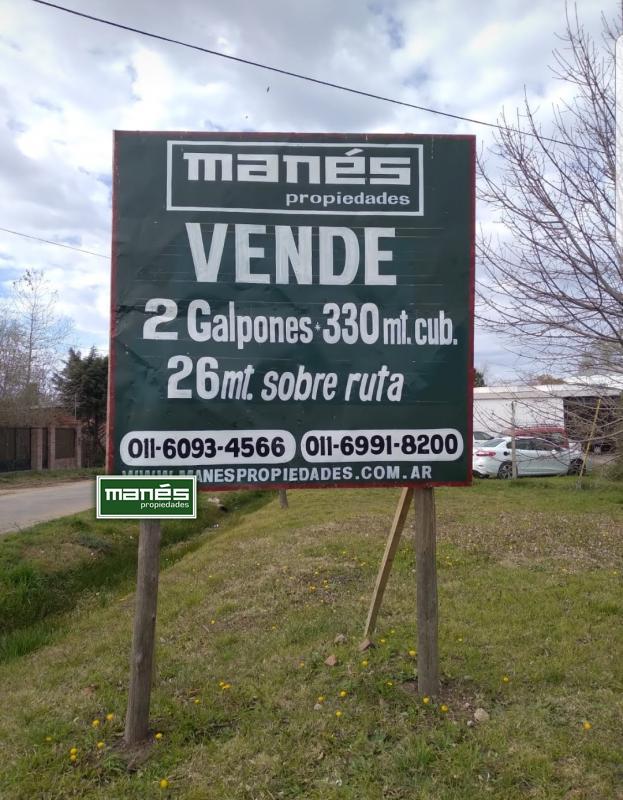 manés
propiedades
VENDE
2 Galpones · 330 mt. cub.
26 mt. sobre ruta
011-6093-4566 011-6991-8200
WWW.MANESPROPIEDADES.COM.AR
manés
propiedades